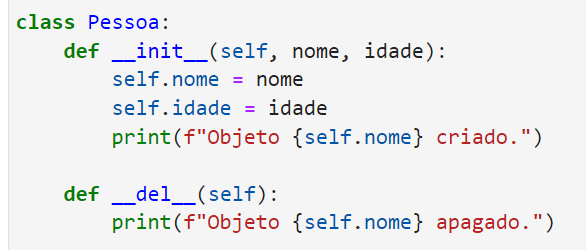 class Pessoa:
    def __init__(self, nome, idade):
        self.nome = nome
        self.idade = idade
        print(f"Objeto {self.nome} criado.")

    def __del__(self):
        print(f"Objeto {self.nome} apagado.")